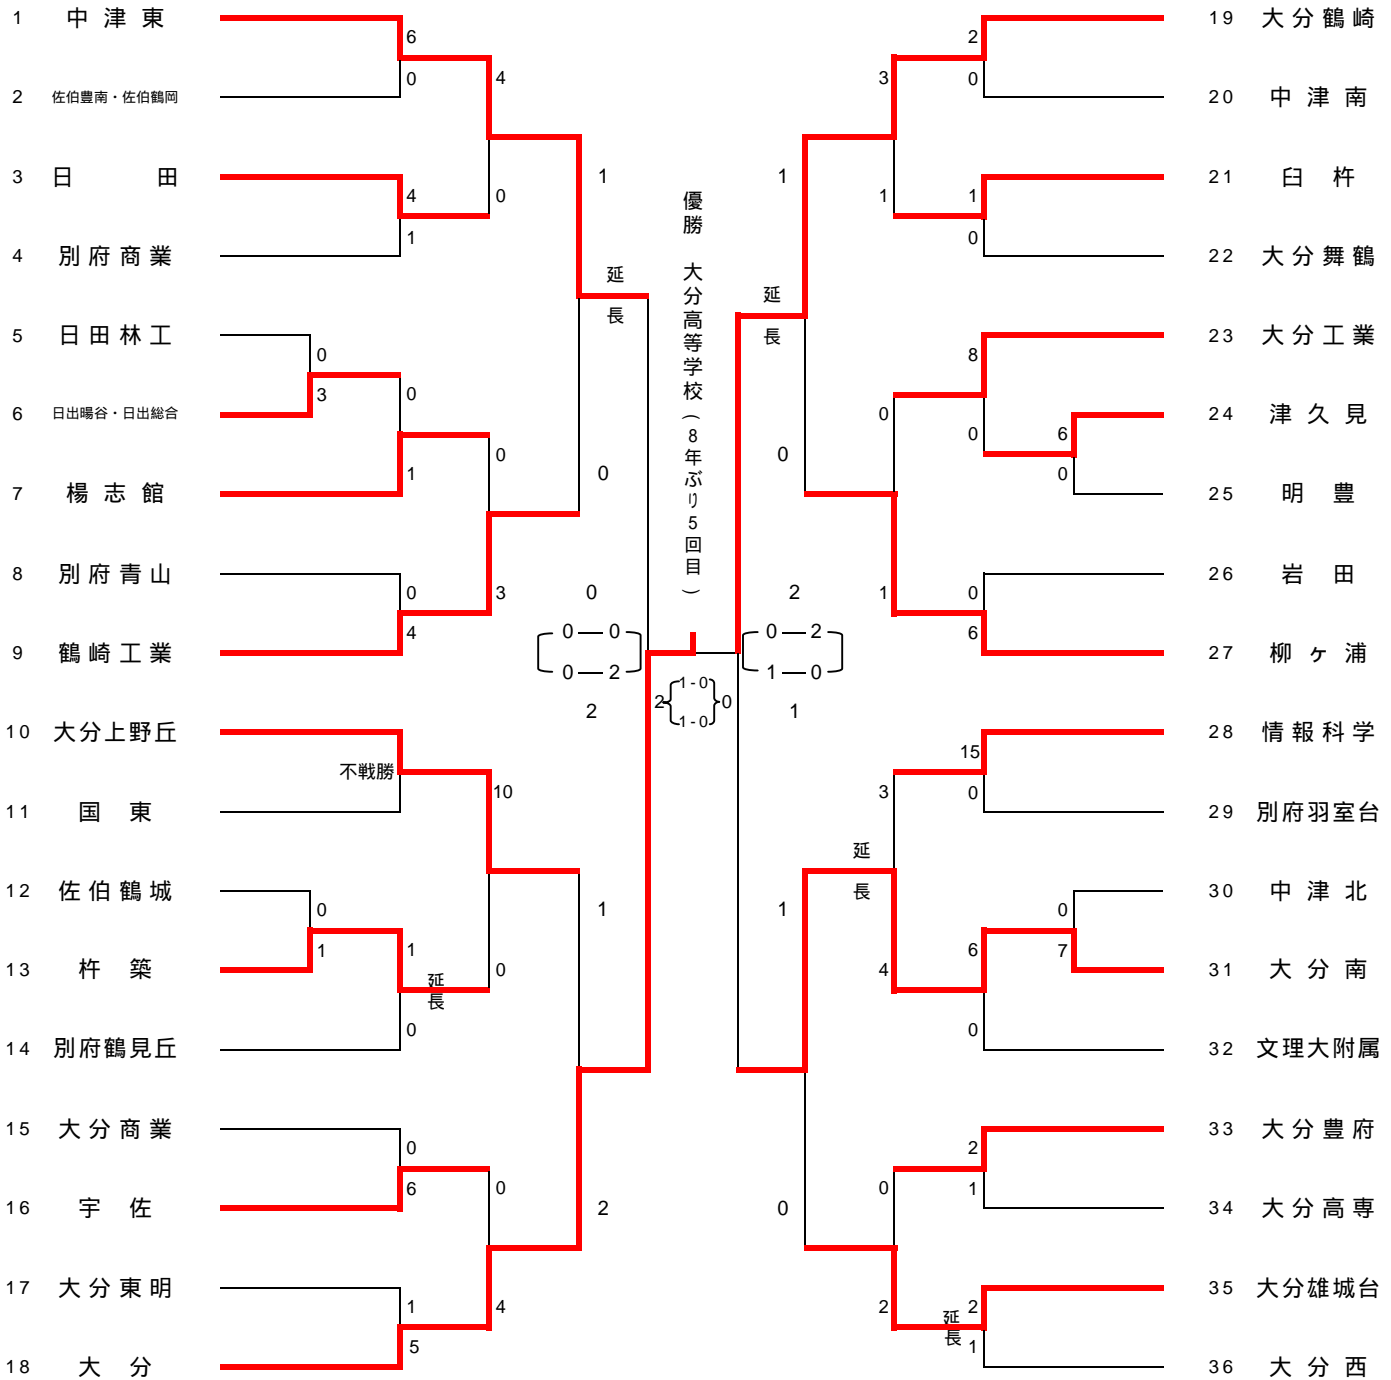 1 中津東
6
0
2 佐伯豊南・佐伯鶴岡
4
3 日田
4
1
0
4 別府商業
1
延長
5 日田林工
0
3
6 日出暘谷・日出総合
0
1
7 楊志館
0
0
8 別府青山
0
4
3
9 鶴崎工業
0
0 — 0
0 — 2
2
10 大分上野丘
不戦勝
10
11 国東
12 佐伯鶴城
0
1
13 杵築
1
延長
0
0
14 別府鶴見丘
1
15 大分商業
0
6
16 宇佐
0
2
17 大分東明
1
5
4
18 大分
優勝 大分高等学校(8年ぶり5回目)
2
1-0
1-0
0
19 大分鶴崎
2
0
20 中津南
3
21 臼杵
1
0
1
22 大分舞鶴
1
延長
23 大分工業
8
0
24 津久見
6
0
25 明豊
0
0
26 岩田
0
6
1
27 柳ヶ浦
2
0 — 2
1 — 0
1
28 情報科学
15
0
29 別府羽室台
3
延長
30 中津北
0
7
31 大分南
6
0
4
32 文理大附属
1
33 大分豊府
2
1
34 大分高専
0
0
35 大分雄城台
2
延長
1
2
36 大分西